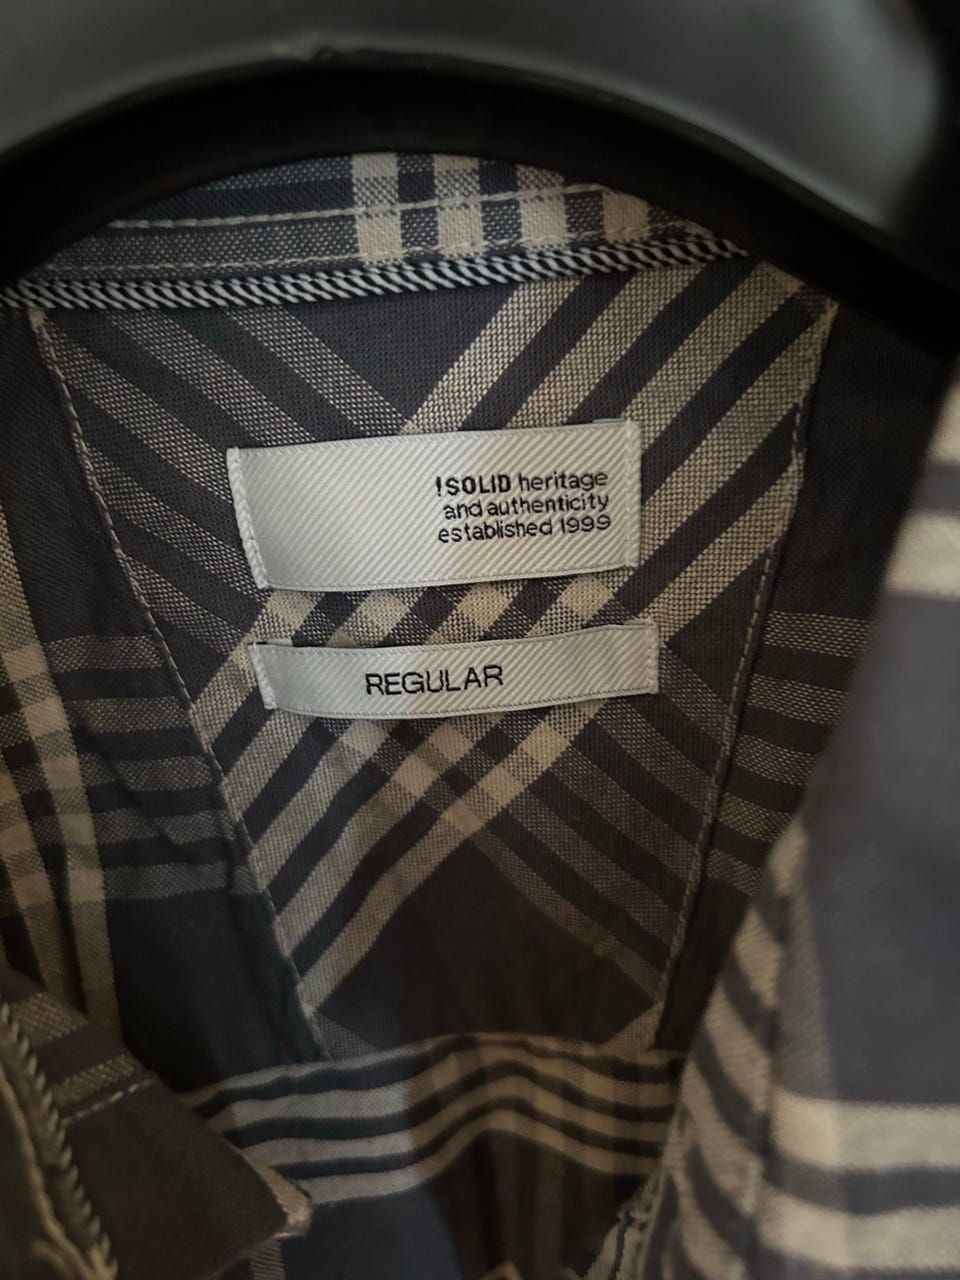 !SOLID heritage
and authenticity
established 1999
REGULAR